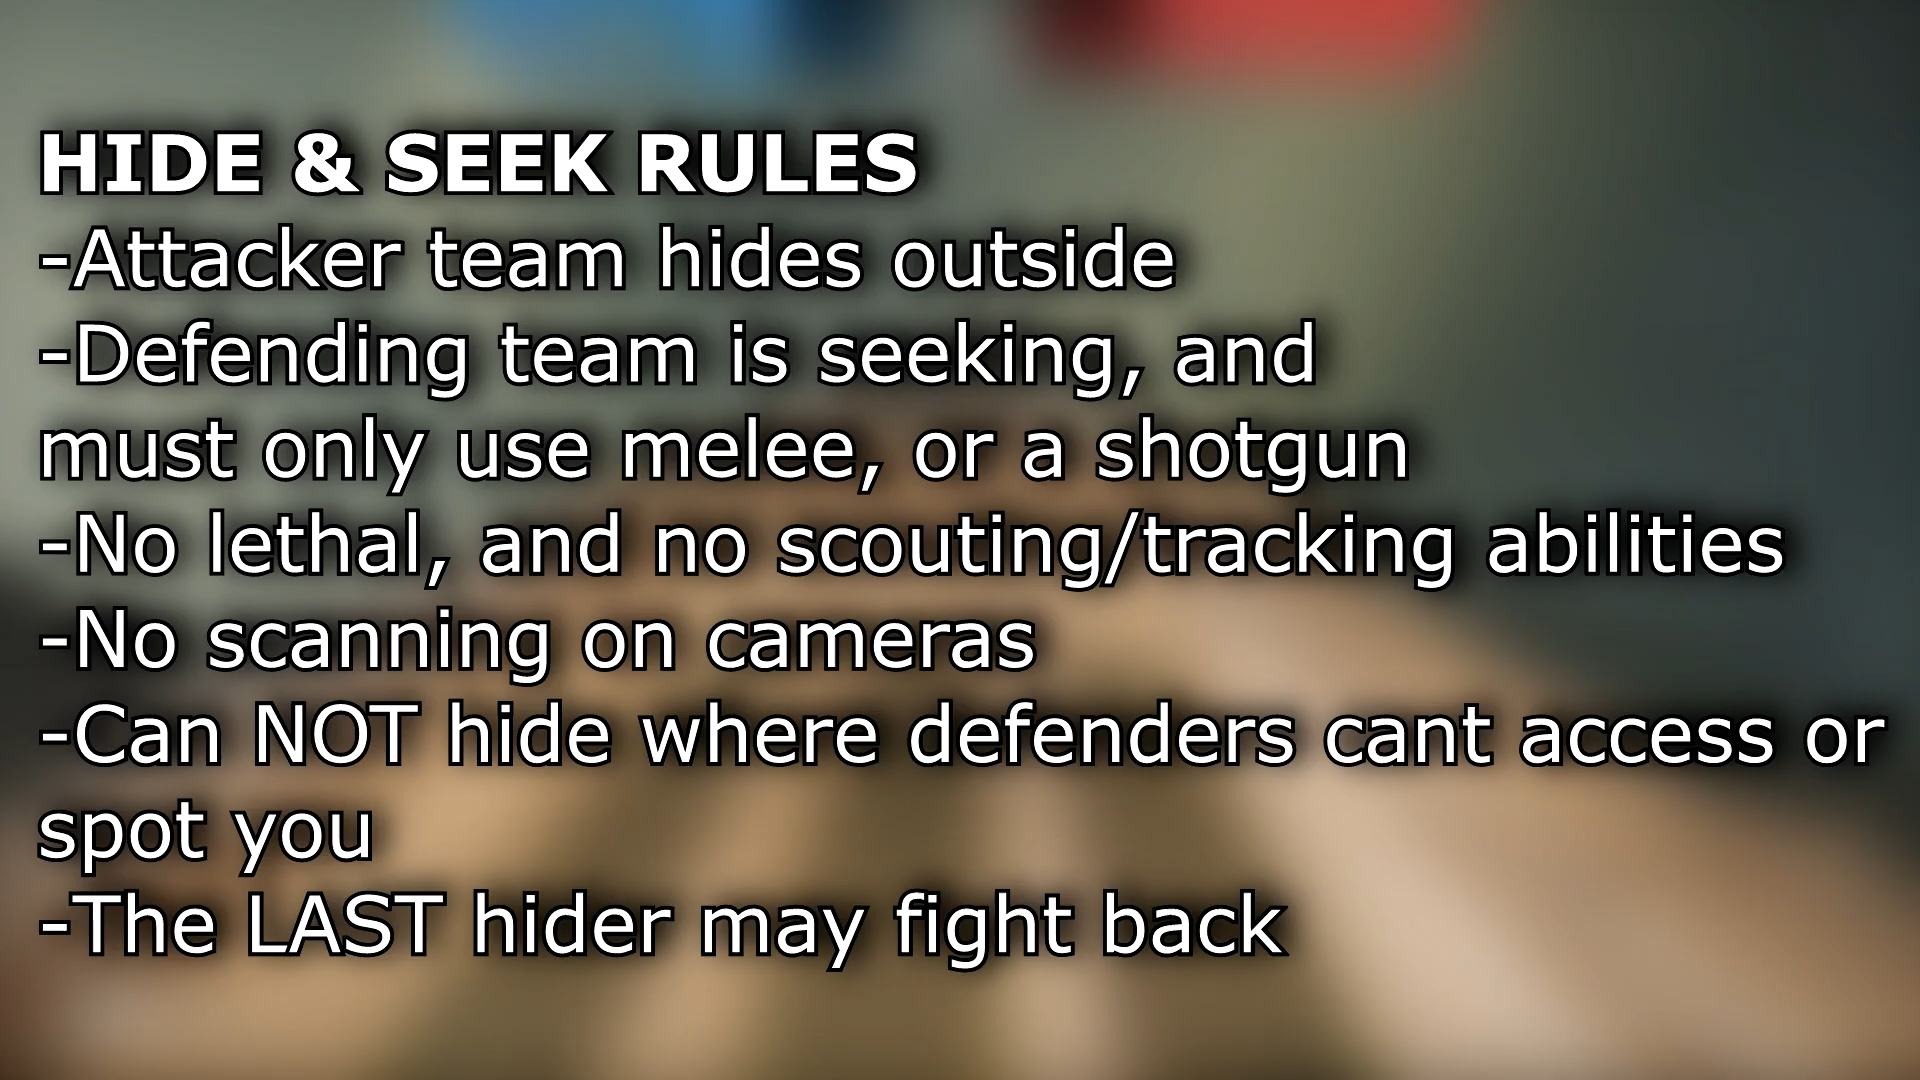 HIDE & SEEK RULES
-Attacker team hides outside
-Defending team is seeking, and
must only use melee, or a shotgun
-No lethal, and no scouting/tracking abilities
-No scanning on cameras
-Can NOT hide where defenders cant access or
spot you
-The LAST hider may fight back